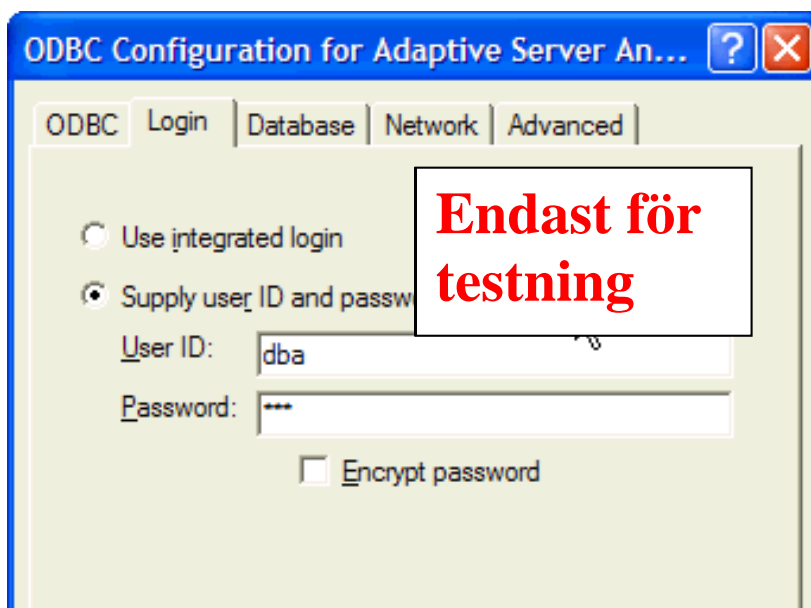 ODBC Configuration for Adaptive Server An...
ODBC Login Database Network Advanced
Endast för
testning
Use integrated login
Supply user ID and passw
User ID: dba
Password: ***
Encrypt password